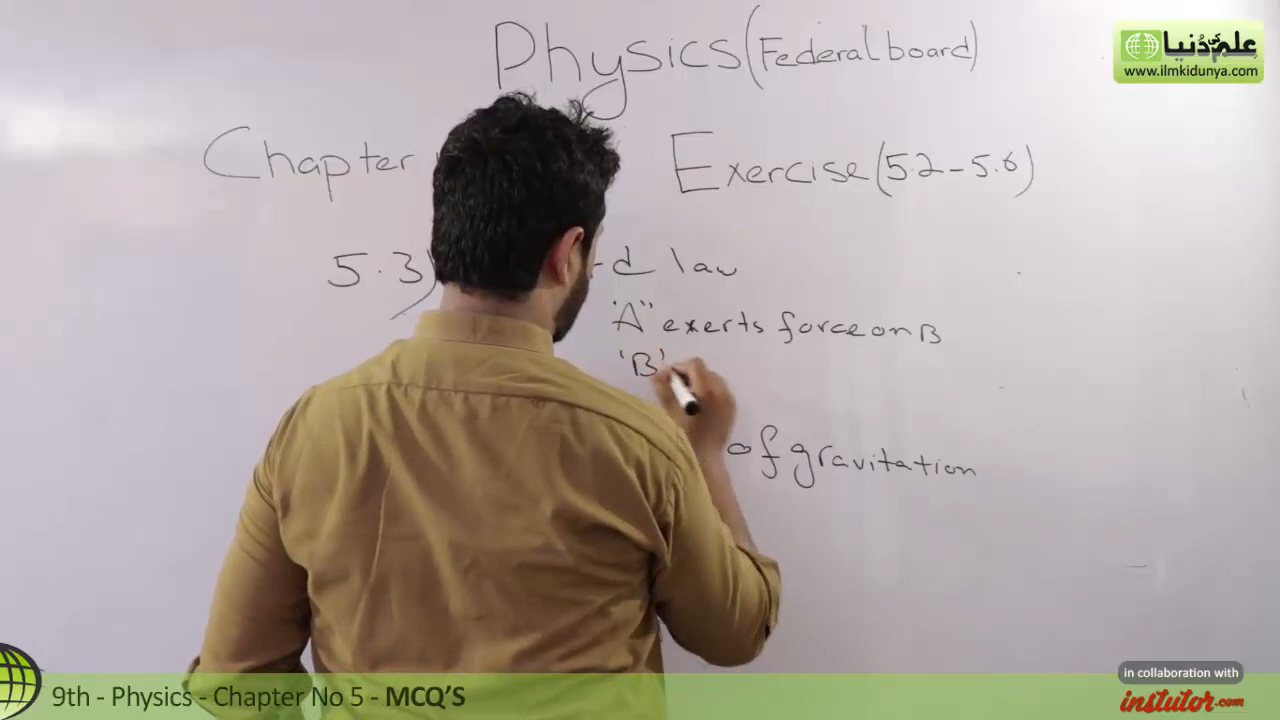 Physics (Federal board)
علم کی دُنیا
www.ilmkidunya.com
Chapter
Exercise (5.2 - 5.6)
5.3)
d law
"A" exerts force on B
'B'
of gravitation
in collaboration with
instutor.com
9th - Physics - Chapter No 5 - MCQ'S